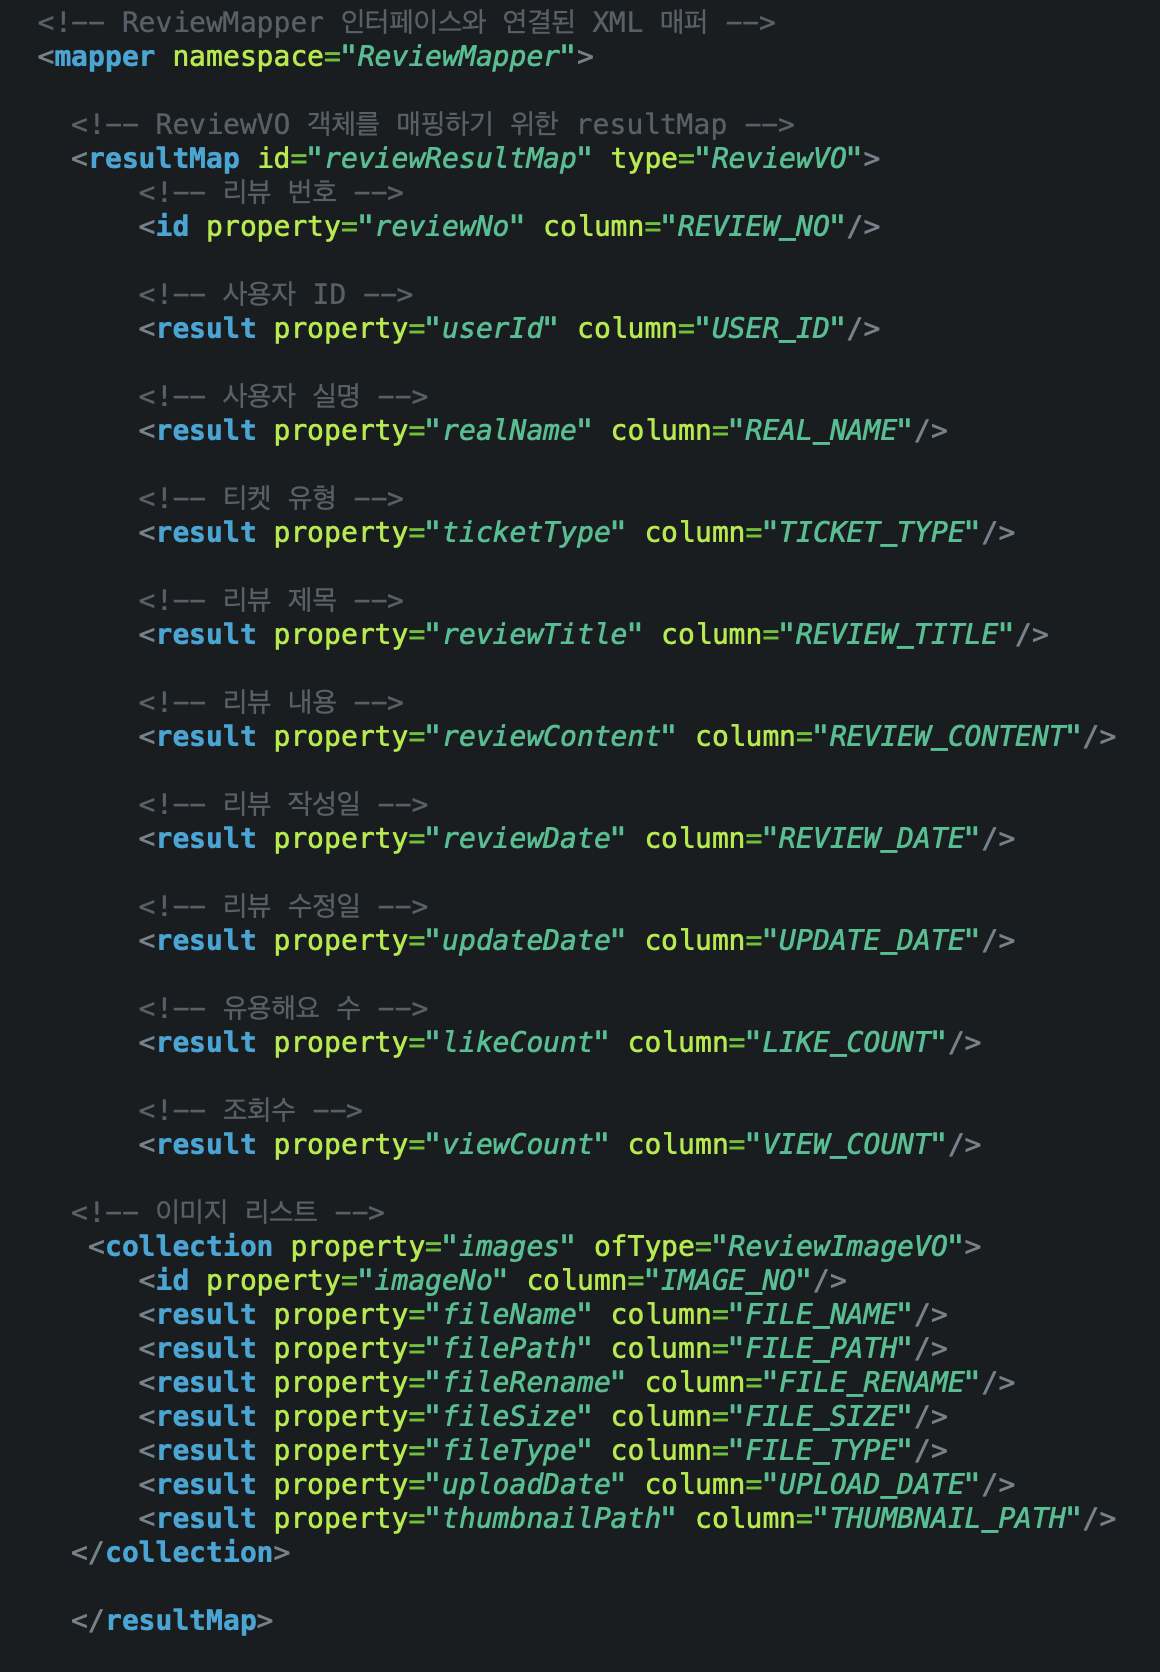 <!-- ReviewMapper 인터페이스와 연결된 XML 매퍼 -->
<mapper namespace="ReviewMapper">
<!-- ReviewVO 객체를 매핑하기 위한 resultMap -->
<resultMap id="reviewResultMap" type="ReviewVO">
<!-- 리뷰 번호 -->
<id property="reviewNo" column="REVIEW_NO"/>
<!-- 사용자 ID -->
<result property="userId" column="USER_ID"/>
<!-- 사용자 실명 -->
<result property="realName" column="REAL_NAME"/>
<!-- 티켓 유형 -->
<result property="ticketType" column="TICKET_TYPE"/>
<!-- 리뷰 제목 -->
<result property="reviewTitle" column="REVIEW_TITLE"/>
<!-- 리뷰 내용 -->
<result property="reviewContent" column="REVIEW_CONTENT"/>
<!-- 리뷰 작성일 -->
<result property="reviewDate" column="REVIEW_DATE"/>
<!-- 리뷰 수정일 -->
<result property="updateDate" column="UPDATE_DATE"/>
<!-- 유용해요 수 -->
<result property="likeCount" column="LIKE_COUNT"/>
<!-- 조회수 -->
<result property="viewCount" column="VIEW_COUNT"/>
<!-- 이미지 리스트 -->
<collection property="images" ofType="ReviewImageVO">
<id property="imageNo" column="IMAGE_NO"/>
<result property="fileName" column="FILE_NAME"/>
<result property="filePath" column="FILE_PATH"/>
<result property="fileRename" column="FILE_RENAME"/>
<result property="fileSize" column="FILE_SIZE"/>
<result property="fileType" column="FILE_TYPE"/>
<result property="uploadDate" column="UPLOAD_DATE"/>
<result property="thumbnailPath" column="THUMBNAIL_PATH"/>
</collection>
</resultMap>